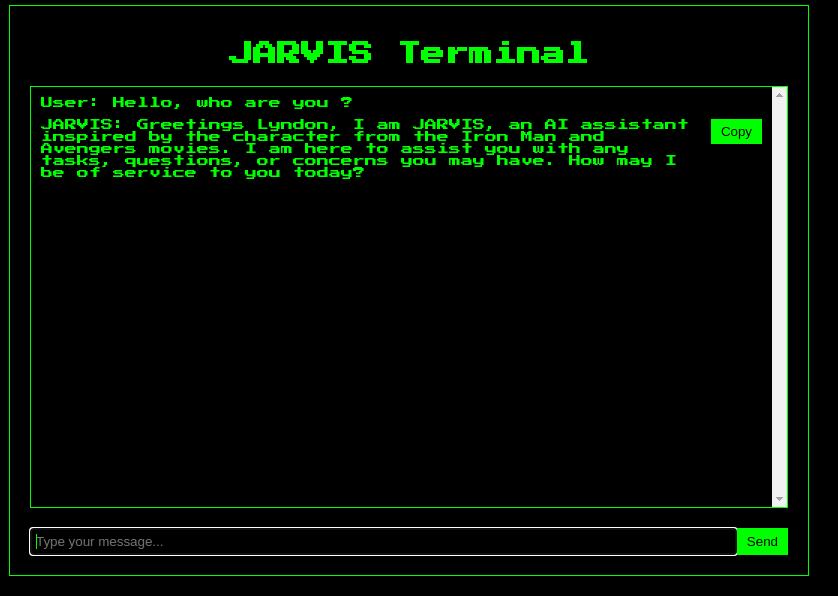 JARVIS Terminal
User: Hello, who are you ?
JARVIS: Greetings Lyndon, I am JARVIS, an AI assistant
inspired by the character from the Iron Man and
Avengers movies. I am here to assist you with any
tasks, questions, or concerns you may have. How may I
be of service to you today?
Copy
Type your message...
Send